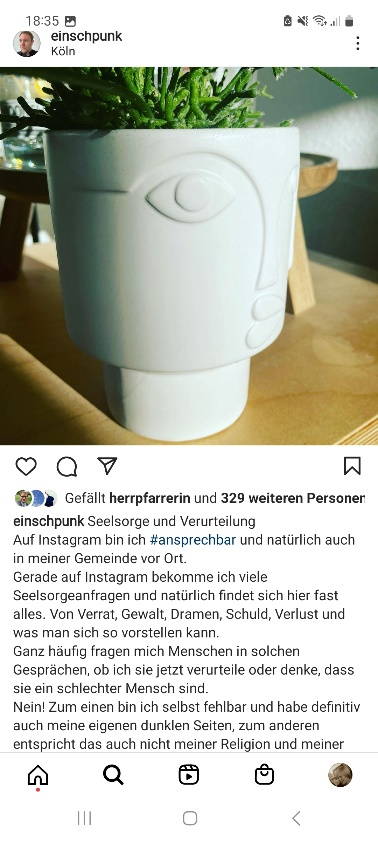 18:35
einschpunk
Köln
Gefällt herrpfarrerin und 329 weiteren Personen
einschpunk Seelsorge und Verurteilung
Auf Instagram bin ich #ansprechbar und natürlich auch
in meiner Gemeinde vor Ort.
Gerade auf Instagram bekomme ich viele
Seelsorgeanfragen und natürlich findet sich hier fast
alles. Von Verrat, Gewalt, Dramen, Schuld, Verlust und
was man sich so vorstellen kann.
Ganz häufig fragen mich Menschen in solchen
Gesprächen, ob ich sie jetzt verurteile oder denke, dass
sie ein schlechter Mensch sind.
Nein! Zum einen bin ich selbst fehlbar und habe definitiv
auch meine eigenen dunklen Seiten, zum anderen
entspricht das auch nicht meiner Religion und meiner